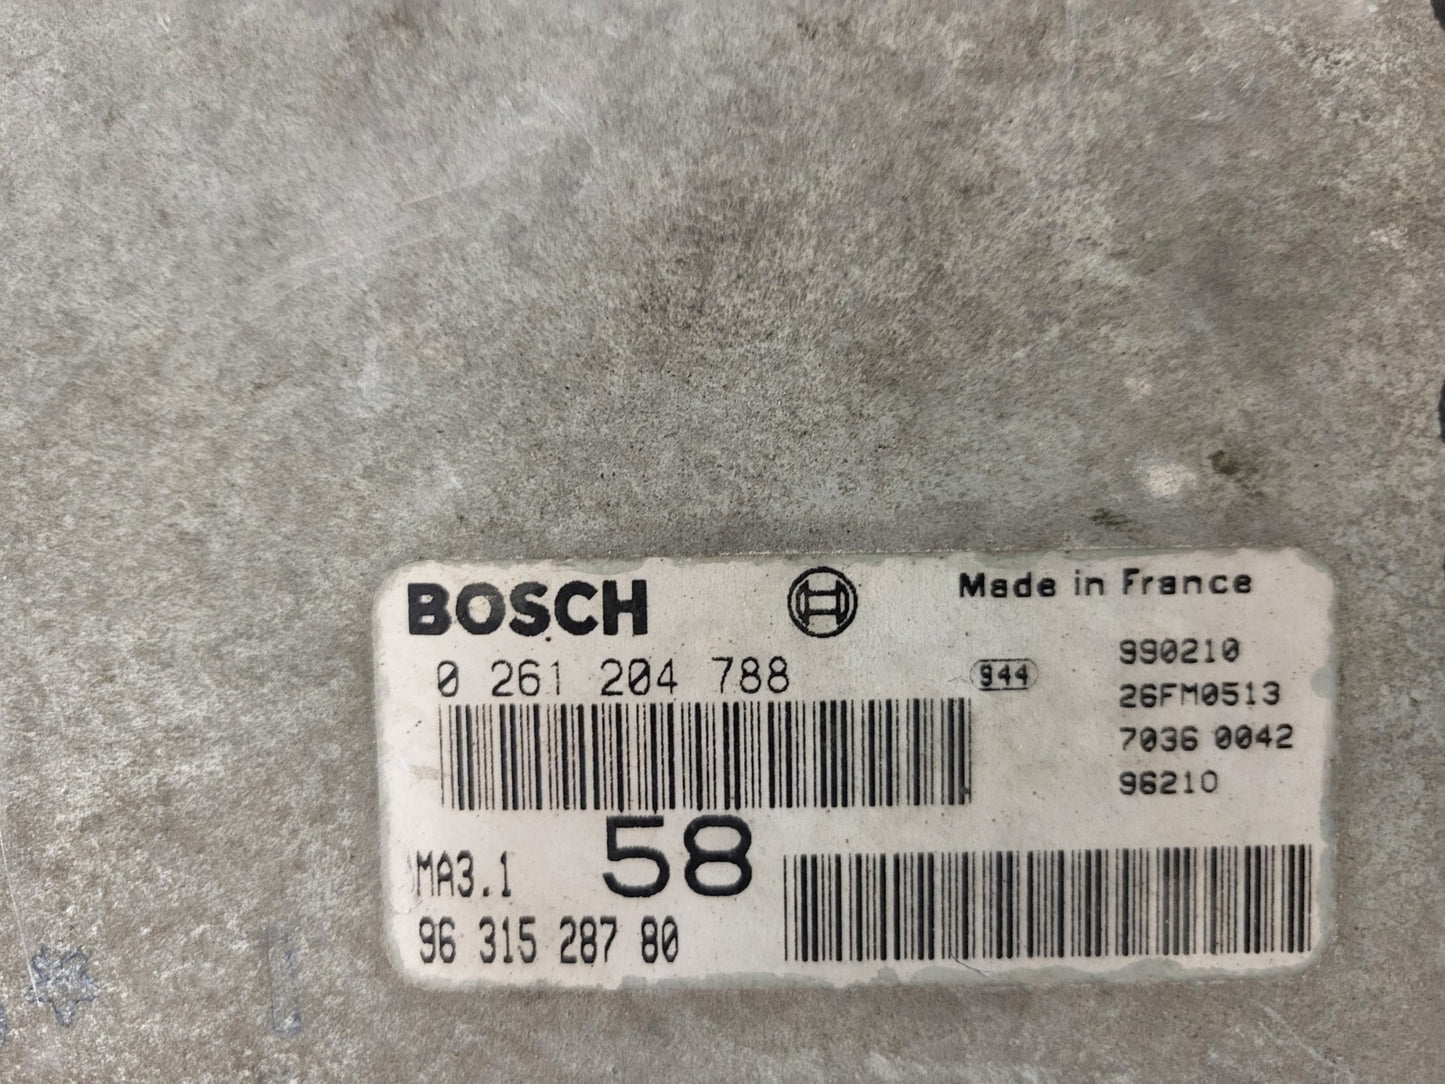 BOSCH
Made in France
0 261 204 788
944
990210
26FM0513
7036 0042
96210
58
MA3.1
96 315 287 80